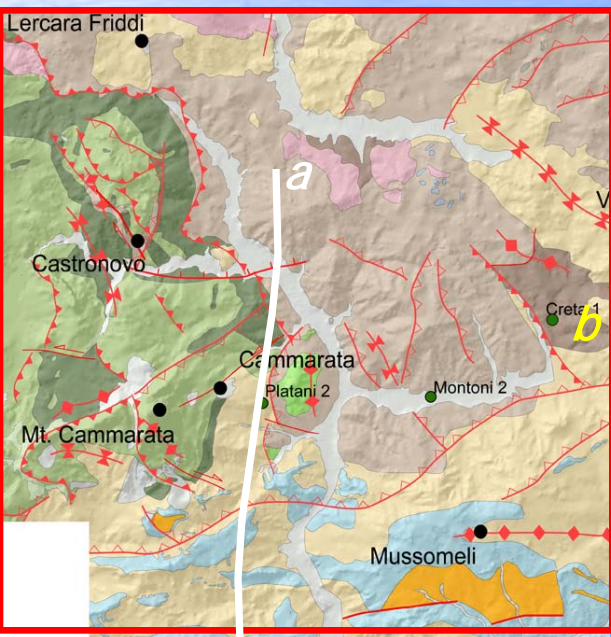 Lercara Friddi
a
V
Castronovo
Creta 1
b
Cammarata
Platani 2
Montoni 2
Mt. Cammarata
Mussomeli